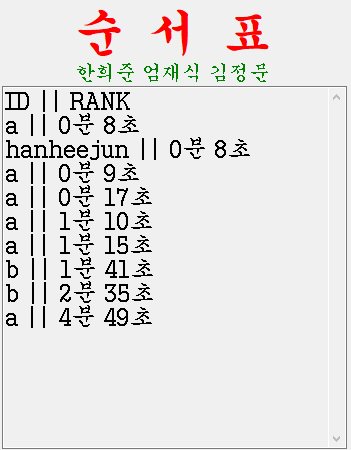 순 서 표
한희준 엄재식 김정문
ID || RANK
a || 0분 8초
hanheejun || 0분 8초
a || 0분 9초
a || 0분 17초
a || 1분 10초
a || 1분 15초
b || 1분 41초
b || 2분 35초
a || 4분 49초